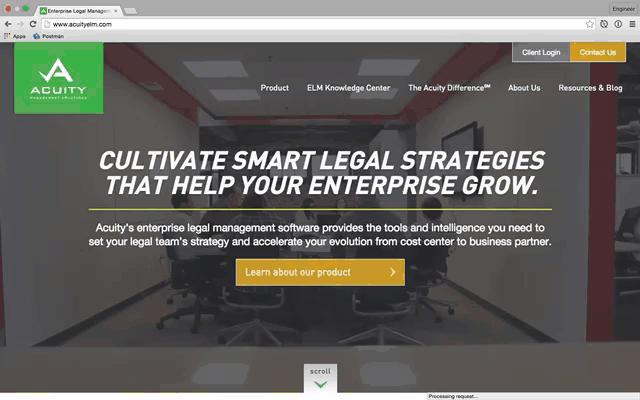 Enterprise Legal Managem
Engineer
www.acuityelm.com
Apps
Postman
Client Login
Contact Us
ACUITY
MANAGEMENT SOLUTIONS
Product
ELM Knowledge Center
The Acuity Difference℠
About Us
Resources & Blog
CULTIVATE SMART LEGAL STRATEGIES
THAT HELP YOUR ENTERPRISE GROW.
Acuity's enterprise legal management software provides the tools and intelligence you need to
set your legal team's strategy and accelerate your evolution from cost center to business partner.
Learn about our product
scroll
Processing request...